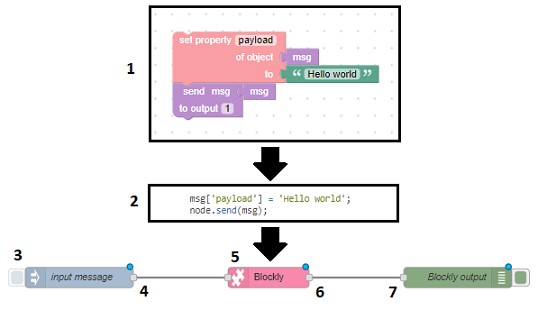 1
set property payload
of object msg
to “ Hello world ”
send msg msg
to output 1
2
msg['payload'] = 'Hello world';
node.send(msg);
3
5
input message
Blockly
Blockly output
4
6
7